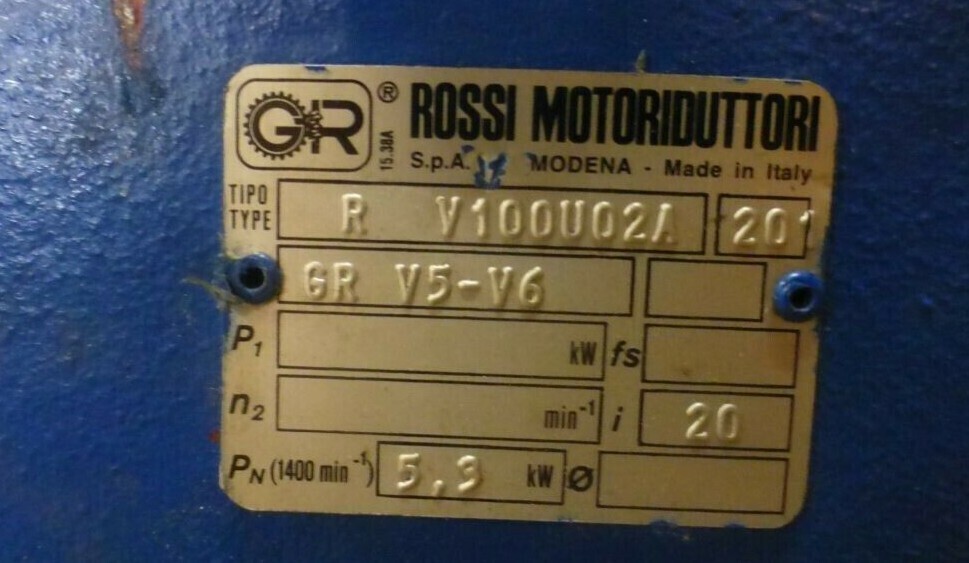 GR ® ROSSI MOTORIDUTTORI
15.38A S.p.A. MODENA - Made in Italy
TIPO
TYPE R V100U02A 201
GR V5-V6
P₁ kW fs
n₂ min⁻¹ i 20
Pₙ (1400 min⁻¹) 5,9 kW Ø